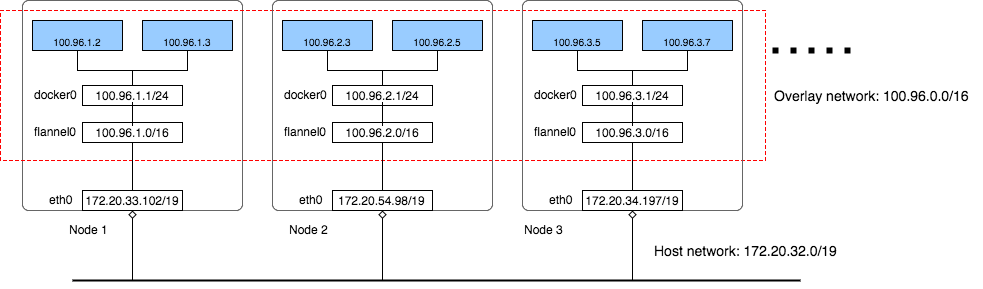 100.96.1.2
100.96.1.3
100.96.2.3
100.96.2.5
100.96.3.5
100.96.3.7
docker0
100.96.1.1/24
docker0
100.96.2.1/24
docker0
100.96.3.1/24
Overlay network: 100.96.0.0/16
flannel0
100.96.1.0/16
flannel0
100.96.2.0/16
flannel0
100.96.3.0/16
eth0
172.20.33.102/19
eth0
172.20.54.98/19
eth0
172.20.34.197/19
Node 1
Node 2
Node 3
Host network: 172.20.32.0/19